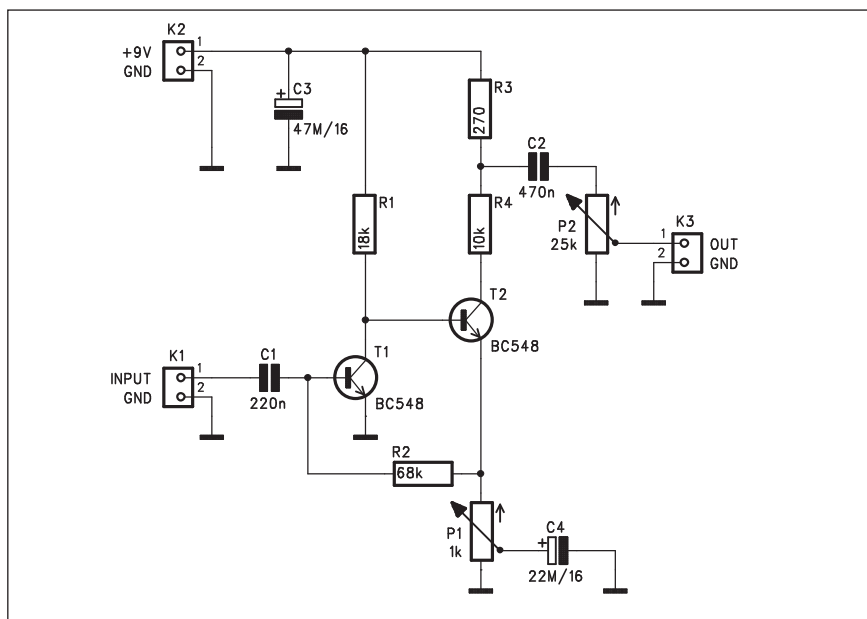 K2
+9V
1
GND
2
C3
+
47M/16
R3
270
C2
470n
R1
18k
R4
10k
P2
25k
K3
1
OUT
2
GND
T2
BC548
K1
INPUT
1
GND
2
C1
220n
T1
BC548
R2
68k
P1
1k
C4
+
22M/16